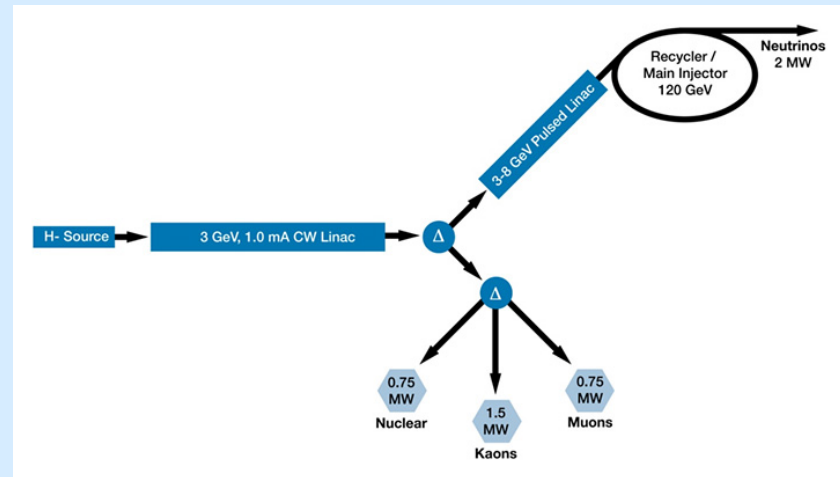 Neutrinos
2 MW
Recycler /
Main Injector
120 GeV
3-8 GeV Pulsed Linac
H- Source
3 GeV, 1.0 mA CW Linac
Δ
Δ
0.75
MW
Nuclear
1.5
MW
Kaons
0.75
MW
Muons